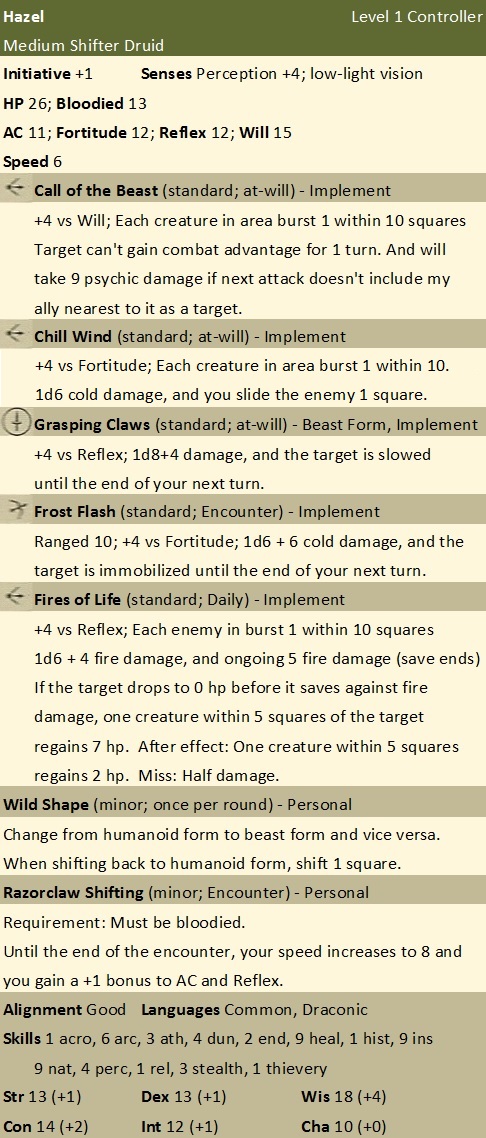 Hazel Level 1 Controller
Medium Shifter Druid
Initiative +1 Senses Perception +4; low-light vision
HP 26; Bloodied 13
AC 11; Fortitude 12; Reflex 12; Will 15
Speed 6
Call of the Beast (standard; at-will) - Implement
+4 vs Will; Each creature in area burst 1 within 10 squares
Target can't gain combat advantage for 1 turn. And will
take 9 psychic damage if next attack doesn't include my
ally nearest to it as a target.
Chill Wind (standard; at-will) - Implement
+4 vs Fortitude; Each creature in area burst 1 within 10.
1d6 cold damage, and you slide the enemy 1 square.
Grasping Claws (standard; at-will) - Beast Form, Implement
+4 vs Reflex; 1d8+4 damage, and the target is slowed
until the end of your next turn.
Frost Flash (standard; Encounter) - Implement
Ranged 10; +4 vs Fortitude; 1d6 + 6 cold damage, and the
target is immobilized until the end of your next turn.
Fires of Life (standard; Daily) - Implement
+4 vs Reflex; Each enemy in burst 1 within 10 squares
1d6 + 4 fire damage, and ongoing 5 fire damage (save ends)
If the target drops to 0 hp before it saves against fire
damage, one creature within 5 squares of the target
regains 7 hp. After effect: One creature within 5 squares
regains 2 hp. Miss: Half damage.
Wild Shape (minor; once per round) - Personal
Change from humanoid form to beast form and vice versa.
When shifting back to humanoid form, shift 1 square.
Razorclaw Shifting (minor; Encounter) - Personal
Requirement: Must be bloodied.
Until the end of the encounter, your speed increases to 8 and
you gain a +1 bonus to AC and Reflex.
Alignment Good Languages Common, Draconic
Skills 1 acro, 6 arc, 3 ath, 4 dun, 2 end, 9 heal, 1 hist, 9 ins
9 nat, 4 perc, 1 rel, 3 stealth, 1 thievery
Str 13 (+1) Dex 13 (+1) Wis 18 (+4)
Con 14 (+2) Int 12 (+1) Cha 10 (+0)